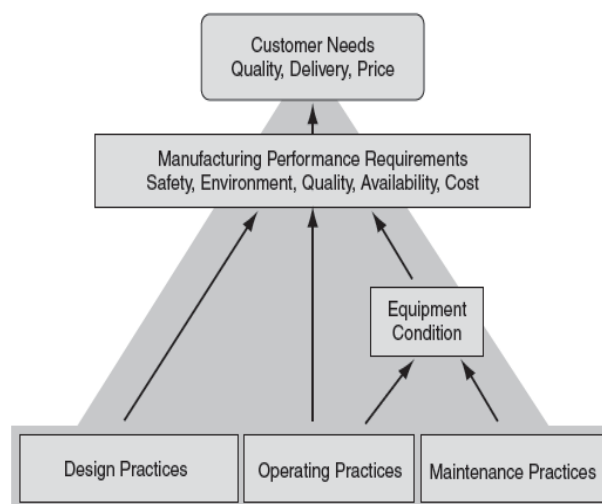 Customer Needs
Quality, Delivery, Price
Manufacturing Performance Requirements
Safety, Environment, Quality, Availability, Cost
Equipment
Condition
Design Practices
Operating Practices
Maintenance Practices